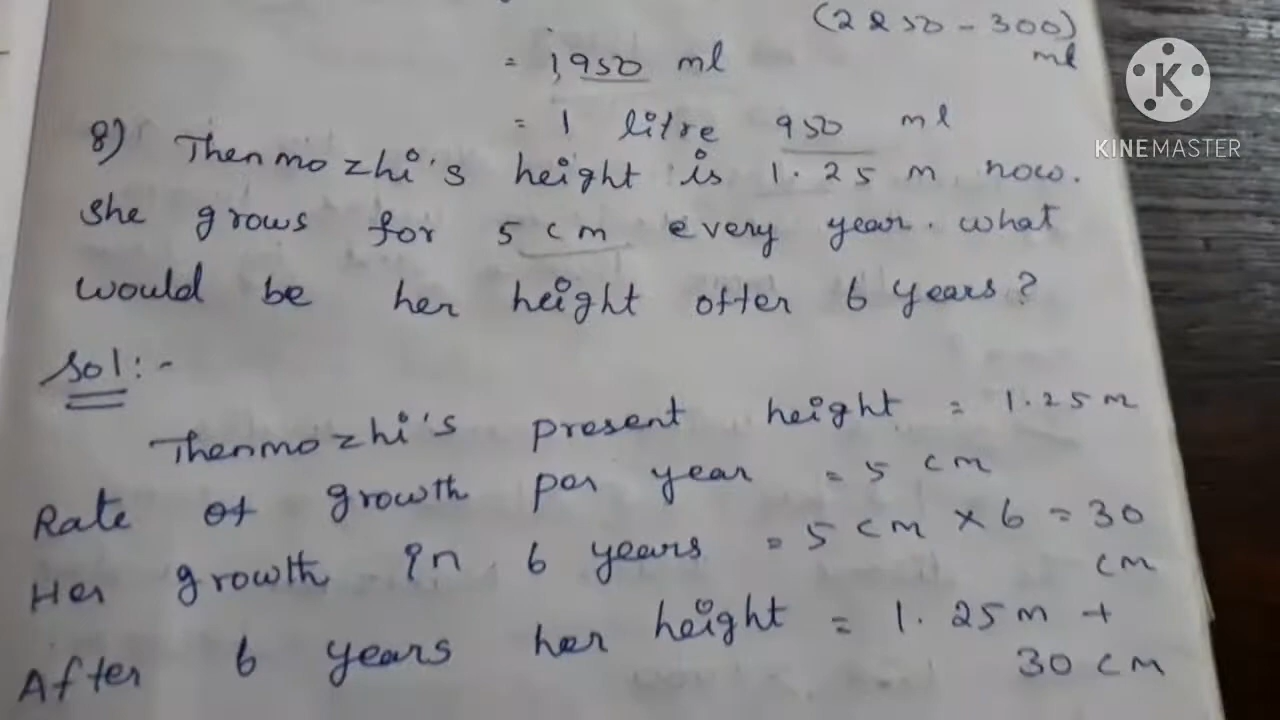 (2250 - 300)
ml
= 1,950 ml
= 1 litre 950 ml
8) Thenmozhi's height is 1.25 m now.
She grows for 5 cm every year. What
would be her height after 6 years?
Sol:-
Thenmozhi's present height = 1.25 m
Rate of growth per year = 5 cm
Her growth in 6 years = 5 cm × 6 = 30
cm
After 6 years her height = 1.25 m +
30 cm
K
KINEMASTER